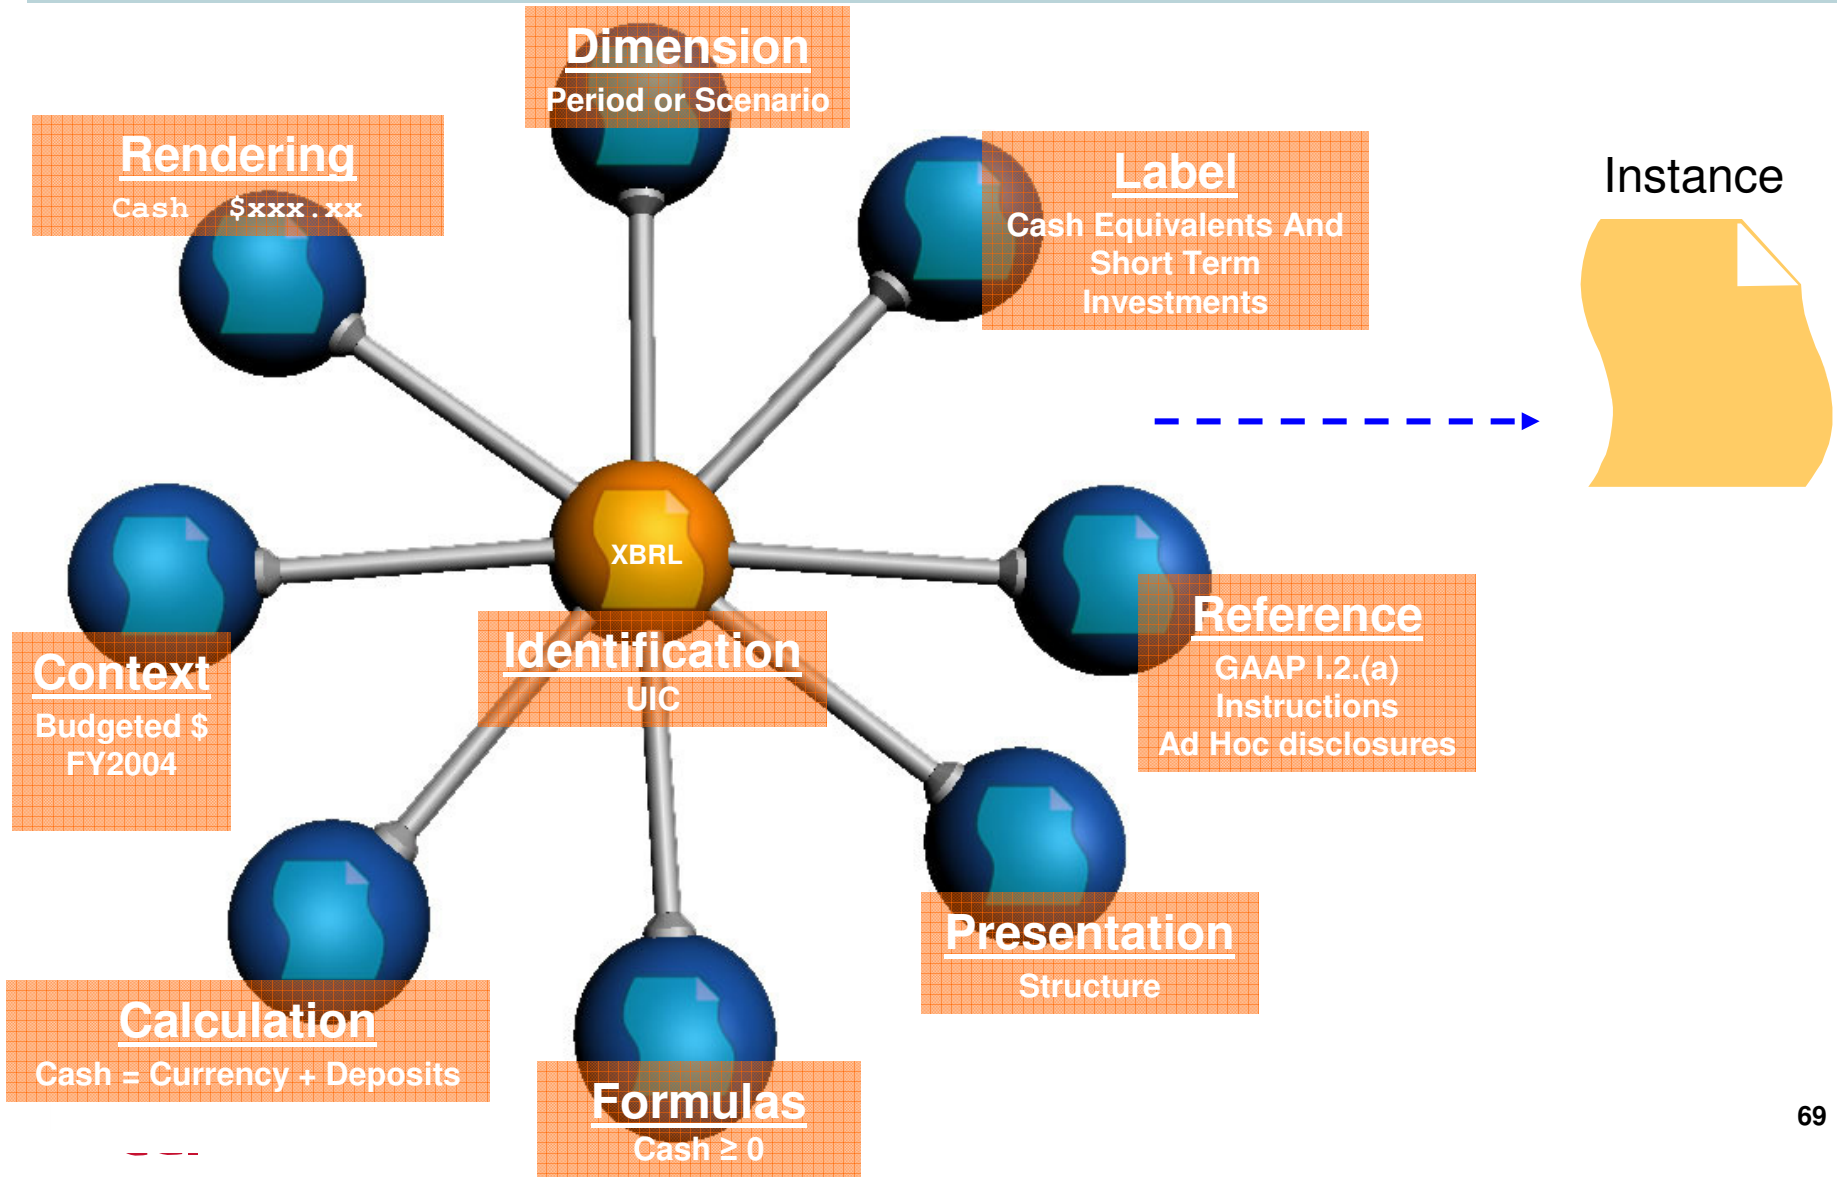 Dimension
Period or Scenario
Rendering
Cash $xxx.xx
Label
Cash Equivalents And
Short Term
Investments
Instance
XBRL
Identification
UIC
Reference
GAAP I.2.(a)
Instructions
Ad Hoc disclosures
Context
Budgeted $
FY2004
Presentation
Structure
Calculation
Cash = Currency + Deposits
Formulas
Cash ≥ 0
69